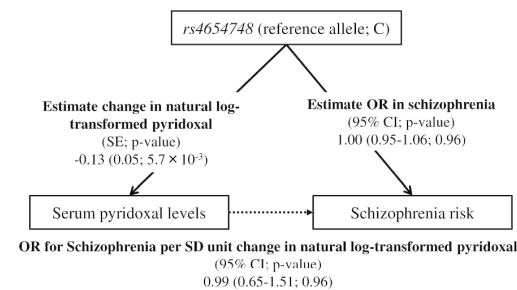 rs4654748 (reference allele; C)
Estimate change in natural log-
transformed pyridoxal
(SE; p-value)
-0.13 (0.05; 5.7 × 10-3)
Estimate OR in schizophrenia
(95% CI; p-value)
1.00 (0.95-1.06; 0.96)
Serum pyridoxal levels
Schizophrenia risk
OR for Schizophrenia per SD unit change in natural log-transformed pyridoxal
(95% CI; p-value)
0.99 (0.65-1.51; 0.96)